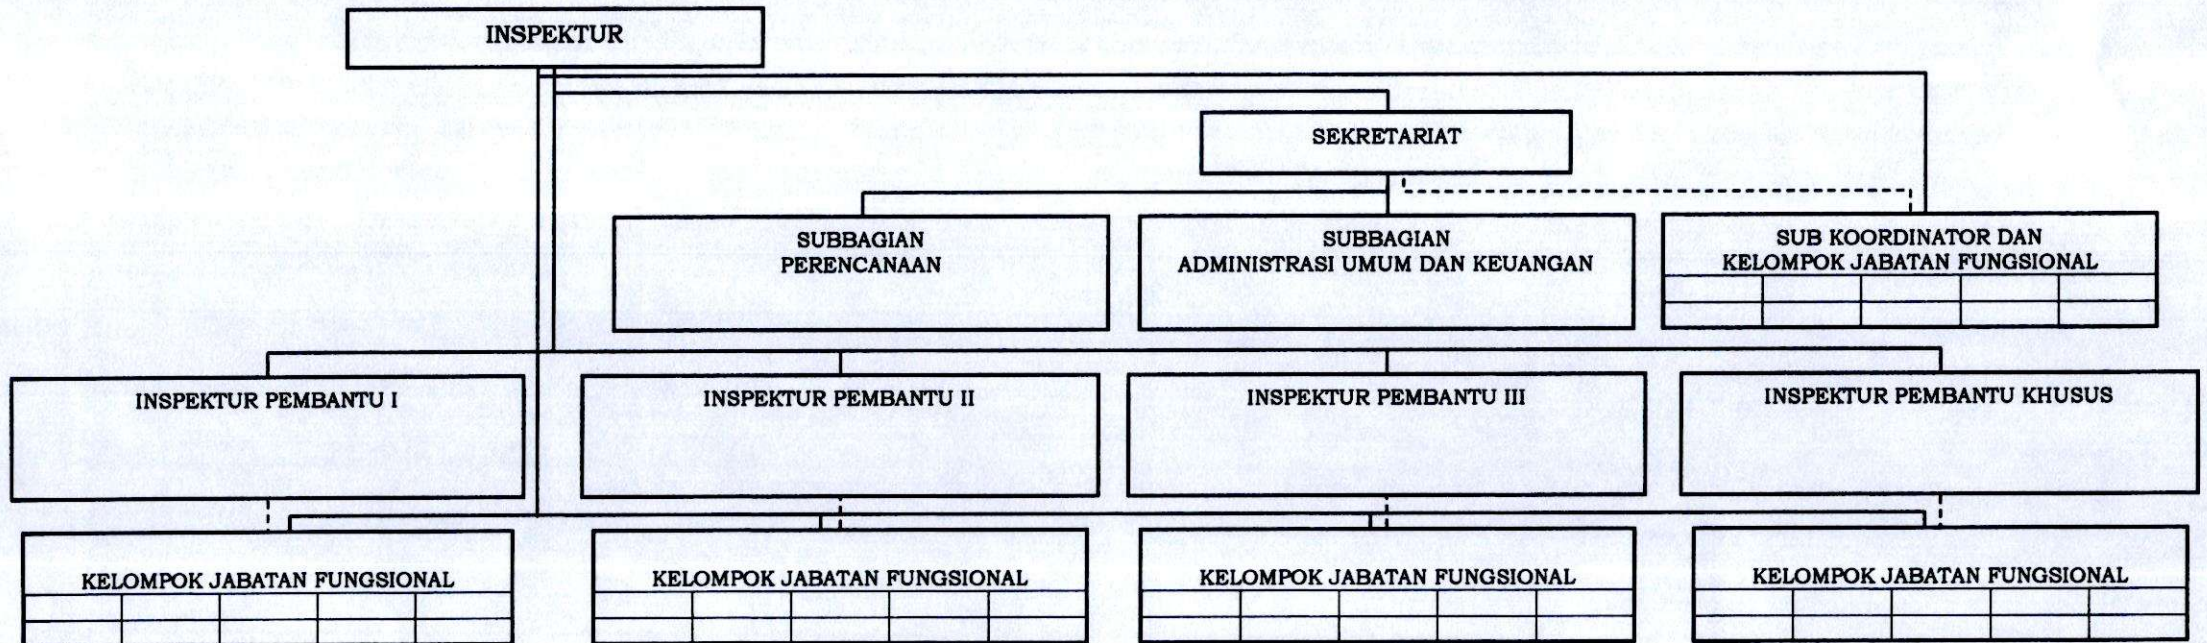 INSPEKTUR
SEKRETARIAT
SUBBAGIAN
PERENCANAAN
SUBBAGIAN
ADMINISTRASI UMUM DAN KEUANGAN
SUB KOORDINATOR DAN
KELOMPOK JABATAN FUNGSIONAL
INSPEKTUR PEMBANTU I
INSPEKTUR PEMBANTU II
INSPEKTUR PEMBANTU III
INSPEKTUR PEMBANTU KHUSUS
KELOMPOK JABATAN FUNGSIONAL
KELOMPOK JABATAN FUNGSIONAL
KELOMPOK JABATAN FUNGSIONAL
KELOMPOK JABATAN FUNGSIONAL